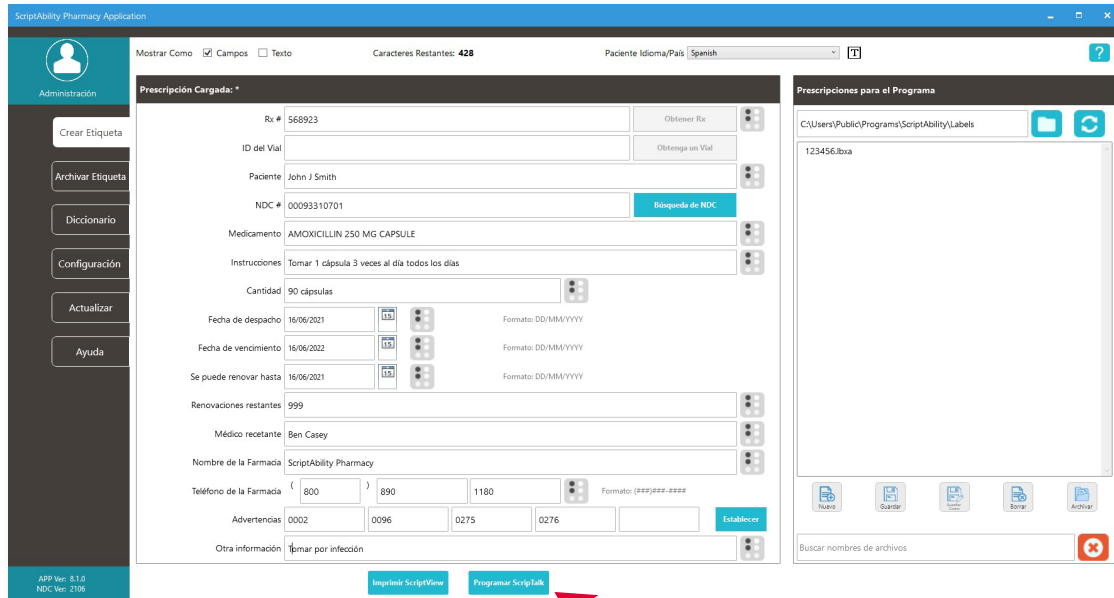 ScriptAbility Pharmacy Application
Mostrar Como Campos Texto Caracteres Restantes: 428 Paciente Idioma/País Spanish T ?
Administración
Crear Etiqueta
Archivar Etiqueta
Diccionario
Configuración
Actualizar
Ayuda
APP Ver: 8.1.0
NDC Ver: 2106
Prescripción Cargada: *
Rx # 568923 Obtener Rx
ID del Vial Obtenga un Vial
Paciente John J Smith
NDC # 00093310701 Búsqueda de NDC
Medicamento AMOXICILLIN 250 MG CAPSULE
Instrucciones Tomar 1 cápsula 3 veces al día todos los días
Cantidad 90 cápsulas
Fecha de despacho 16/06/2021 15 Formato: DD/MM/YYYY
Fecha de vencimiento 16/06/2022 15 Formato: DD/MM/YYYY
Se puede renovar hasta 16/06/2021 15 Formato: DD/MM/YYYY
Renovaciones restantes 999
Médico recetante Ben Casey
Nombre de la Farmacia ScriptAbility Pharmacy
Teléfono de la Farmacia ( 800 ) 890 1180 Formato: (###)###-####
Advertencias 0002 0096 0275 0276 Establecer
Otra información Tomar por infección
Imprimir ScriptView Programar ScripTalk
Prescripciones para el Programa
C:\Users\Public\Programs\ScriptAbility\Labels
123456.lbxa
Nuevo Guardar Guardar Como Borrar Archivar
Buscar nombres de archivos